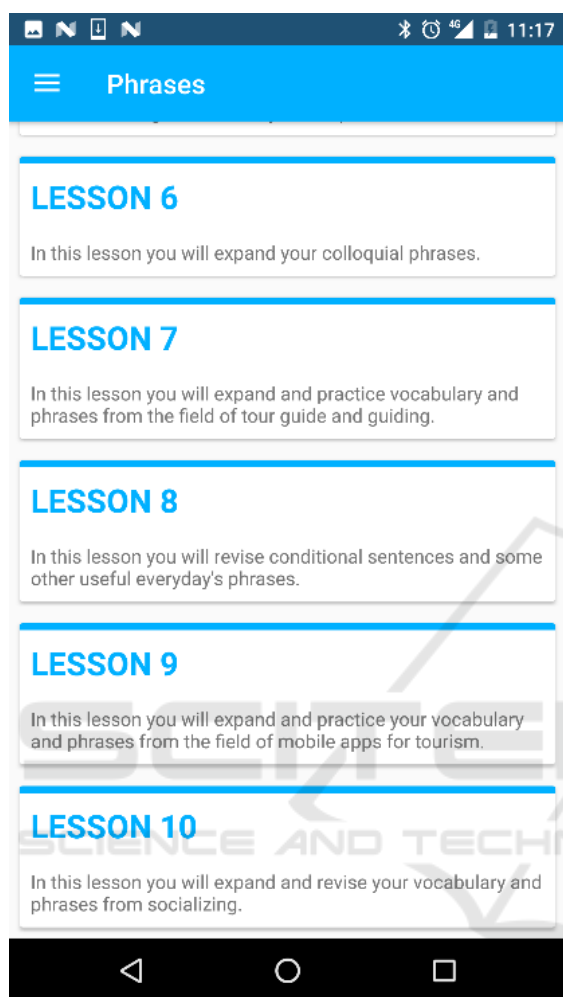 4G 11:17
Phrases
LESSON 6
In this lesson you will expand your colloquial phrases.
LESSON 7
In this lesson you will expand and practice vocabulary and
phrases from the field of tour guide and guiding.
LESSON 8
In this lesson you will revise conditional sentences and some
other useful everyday's phrases.
LESSON 9
In this lesson you will expand and practice your vocabulary
and phrases from the field of mobile apps for tourism.
LESSON 10
In this lesson you will expand and revise your vocabulary and
phrases from socializing.
SCIENCE AND